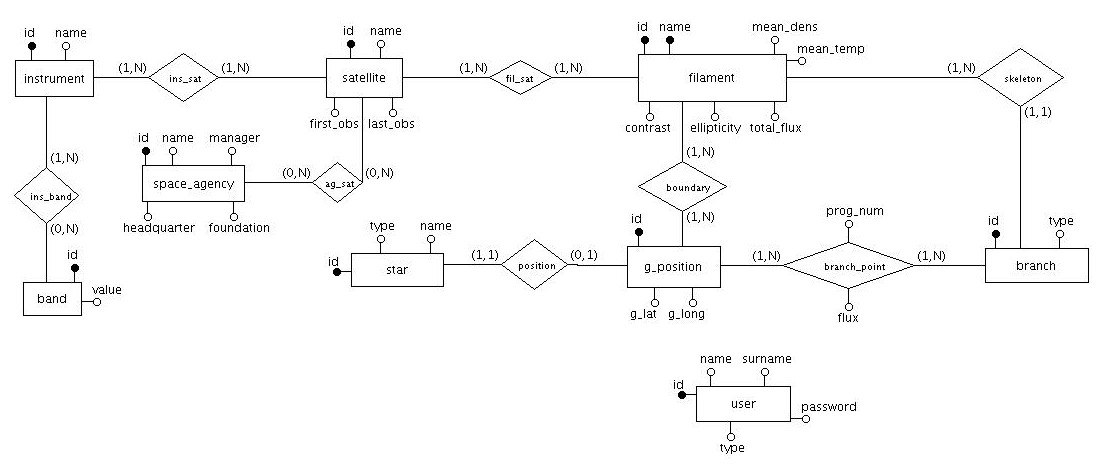 id name
instrument
(1,N) ins_sat (1,N)
id name
satellite
first_obs last_obs
(1,N) fil_sat (1,N)
id name mean_dens
mean_temp
filament
contrast ellipticity total_flux
(1,N) skeleton
(1,1)
(1,N)
ins_band
(0,N)
id name manager
space_agency
headquarter foundation
(0,N) ag_sat (0,N)
(1,N)
boundary
(1,N)
id
band
value
type name
id star
(1,1) position (0,1)
id
g_position
g_lat g_long
prog_num
(1,N) branch_point (1,N)
flux
id type
branch
name surname
id
user
password
type